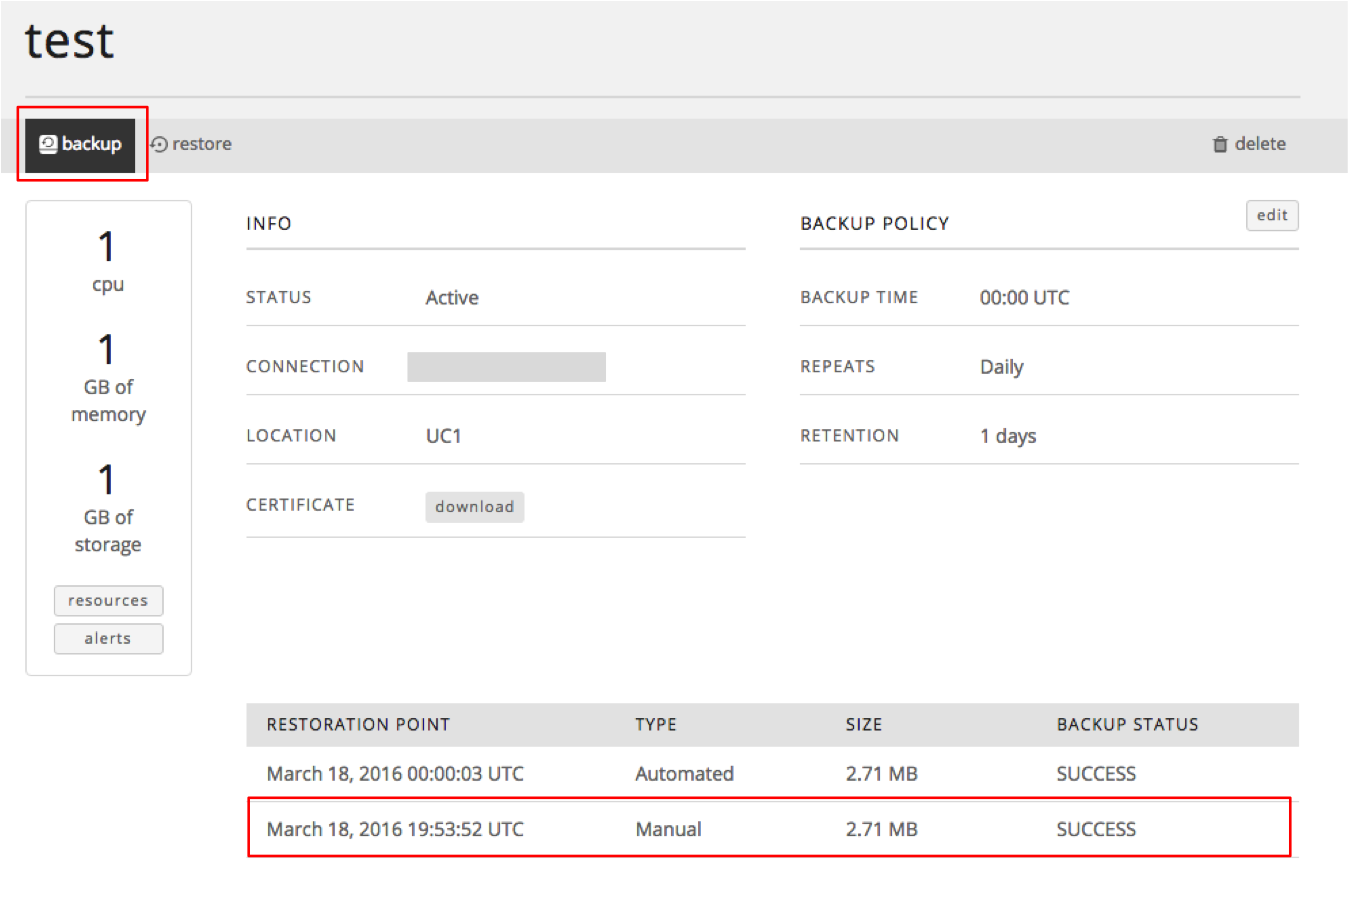 test
backup
restore
delete
1
cpu
1
GB of
memory
1
GB of
storage
resources
alerts
INFO
STATUS Active
CONNECTION
LOCATION UC1
CERTIFICATE download
BACKUP POLICY edit
BACKUP TIME 00:00 UTC
REPEATS Daily
RETENTION 1 days
RESTORATION POINT TYPE SIZE BACKUP STATUS
March 18, 2016 00:00:03 UTC Automated 2.71 MB SUCCESS
March 18, 2016 19:53:52 UTC Manual 2.71 MB SUCCESS